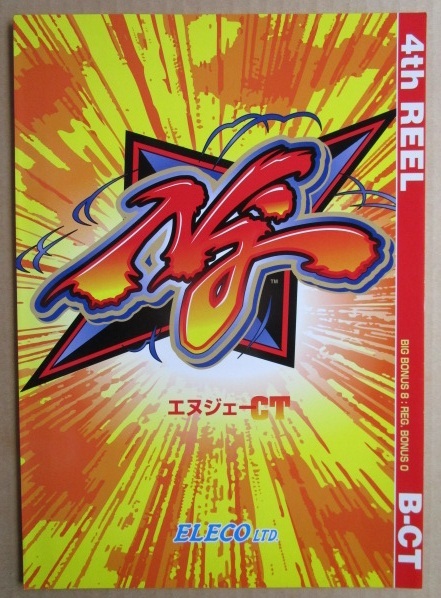 Nj
TM
エヌジェーCT
ELECO LTD.
4th REEL
BIG BONUS 8 : REG. BONUS 0
B-CT